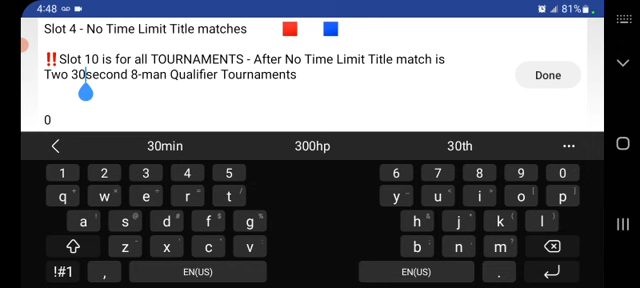 4:48 81%
Slot 4 - No Time Limit Title matches
‼️Slot 10 is for all TOURNAMENTS - After No Time Limit Title match is
Two 30second 8-man Qualifier Tournaments
Done
0
30min 300hp 30th ...
1 2 3 4 5 6 7 8 9 0
q w e r t y u i o p
a s d f g h j k l
z x c v b n m
!#1 , EN(US) EN(US) .